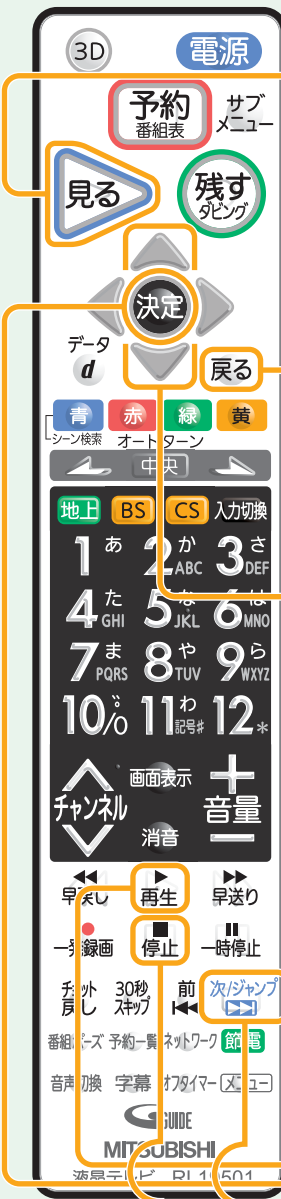 3D 電源
予約
番組表
サブ
メニュー
見る
残す
ダビング
決定
データ
d
戻る
青 赤 緑 黄
シーン検索 オートターン
中央
地上 BS CS 入力切換
1 あ 2 か ABC 3 さ DEF
4 た GHI 5 な JKL 6 は MNO
7 ま PQRS 8 や TUV 9 ら WXYZ
10/0 11 わ 記号# 12 *
画面表示 +
チャンネル 音量
消音 −
早戻し 再生 早送り
一発録画 停止 一時停止
チョット
戻し
30秒
スキップ
前
次/ジャンプ
番組ポーズ 予約一覧 ネットワーク 節電
音声切換 字幕 オフタイマー メニュー
G GUIDE
MITSUBISHI
液晶テレビ RL19501